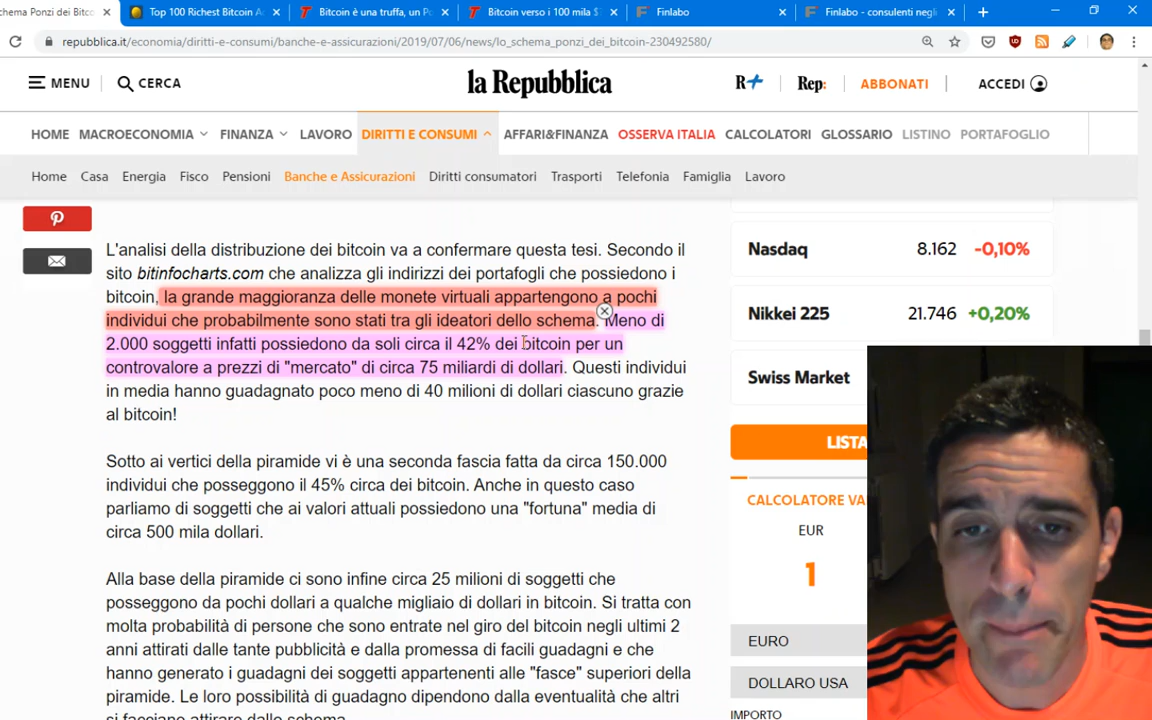 schema Ponzi dei Bitco
Top 100 Richest Bitcoin A
Bitcoin è una truffa, un Po
Bitcoin verso i 100 mila $
Finlabo
Finlabo - consulenti negl
repubblica.it/economia/diritti-e-consumi/banche-e-assicurazioni/2019/07/06/news/lo_schema_ponzi_dei_bitcoin-230492580/
MENU
CERCA
la Repubblica
R+
Rep:
ABBONATI
ACCEDI
HOME MACROECONOMIA FINANZA LAVORO DIRITTI E CONSUMI AFFARI&FINANZA OSSERVA ITALIA CALCOLATORI GLOSSARIO LISTINO PORTAFOGLIO
Home Casa Energia Fisco Pensioni Banche e Assicurazioni Diritti consumatori Trasporti Telefonia Famiglia Lavoro
L'analisi della distribuzione dei bitcoin va a confermare questa tesi. Secondo il
sito bitinfocharts.com che analizza gli indirizzi dei portafogli che possiedono i
bitcoin, la grande maggioranza delle monete virtuali appartengono a pochi
individui che probabilmente sono stati tra gli ideatori dello schema. Meno di
2.000 soggetti infatti possiedono da soli circa il 42% dei bitcoin per un
controvalore a prezzi di "mercato" di circa 75 miliardi di dollari. Questi individui
in media hanno guadagnato poco meno di 40 milioni di dollari ciascuno grazie
al bitcoin!
Sotto ai vertici della piramide vi è una seconda fascia fatta da circa 150.000
individui che posseggono il 45% circa dei bitcoin. Anche in questo caso
parliamo di soggetti che ai valori attuali possiedono una "fortuna" media di
circa 500 mila dollari.
Alla base della piramide ci sono infine circa 25 milioni di soggetti che
posseggono da pochi dollari a qualche migliaio di dollari in bitcoin. Si tratta con
molta probabilità di persone che sono entrate nel giro del bitcoin negli ultimi 2
anni attirati dalle tante pubblicità e dalla promessa di facili guadagni e che
hanno generato i guadagni dei soggetti appartenenti alle "fasce" superiori della
piramide. Le loro possibilità di guadagno dipendono dalla eventualità che altri
si facciano attirare dallo schema.
Nasdaq 8.162 -0,10%
Nikkei 225 21.746 +0,20%
Swiss Market
LISTA
CALCOLATORE VA
EUR
1
EURO
DOLLARO USA
IMPORTO